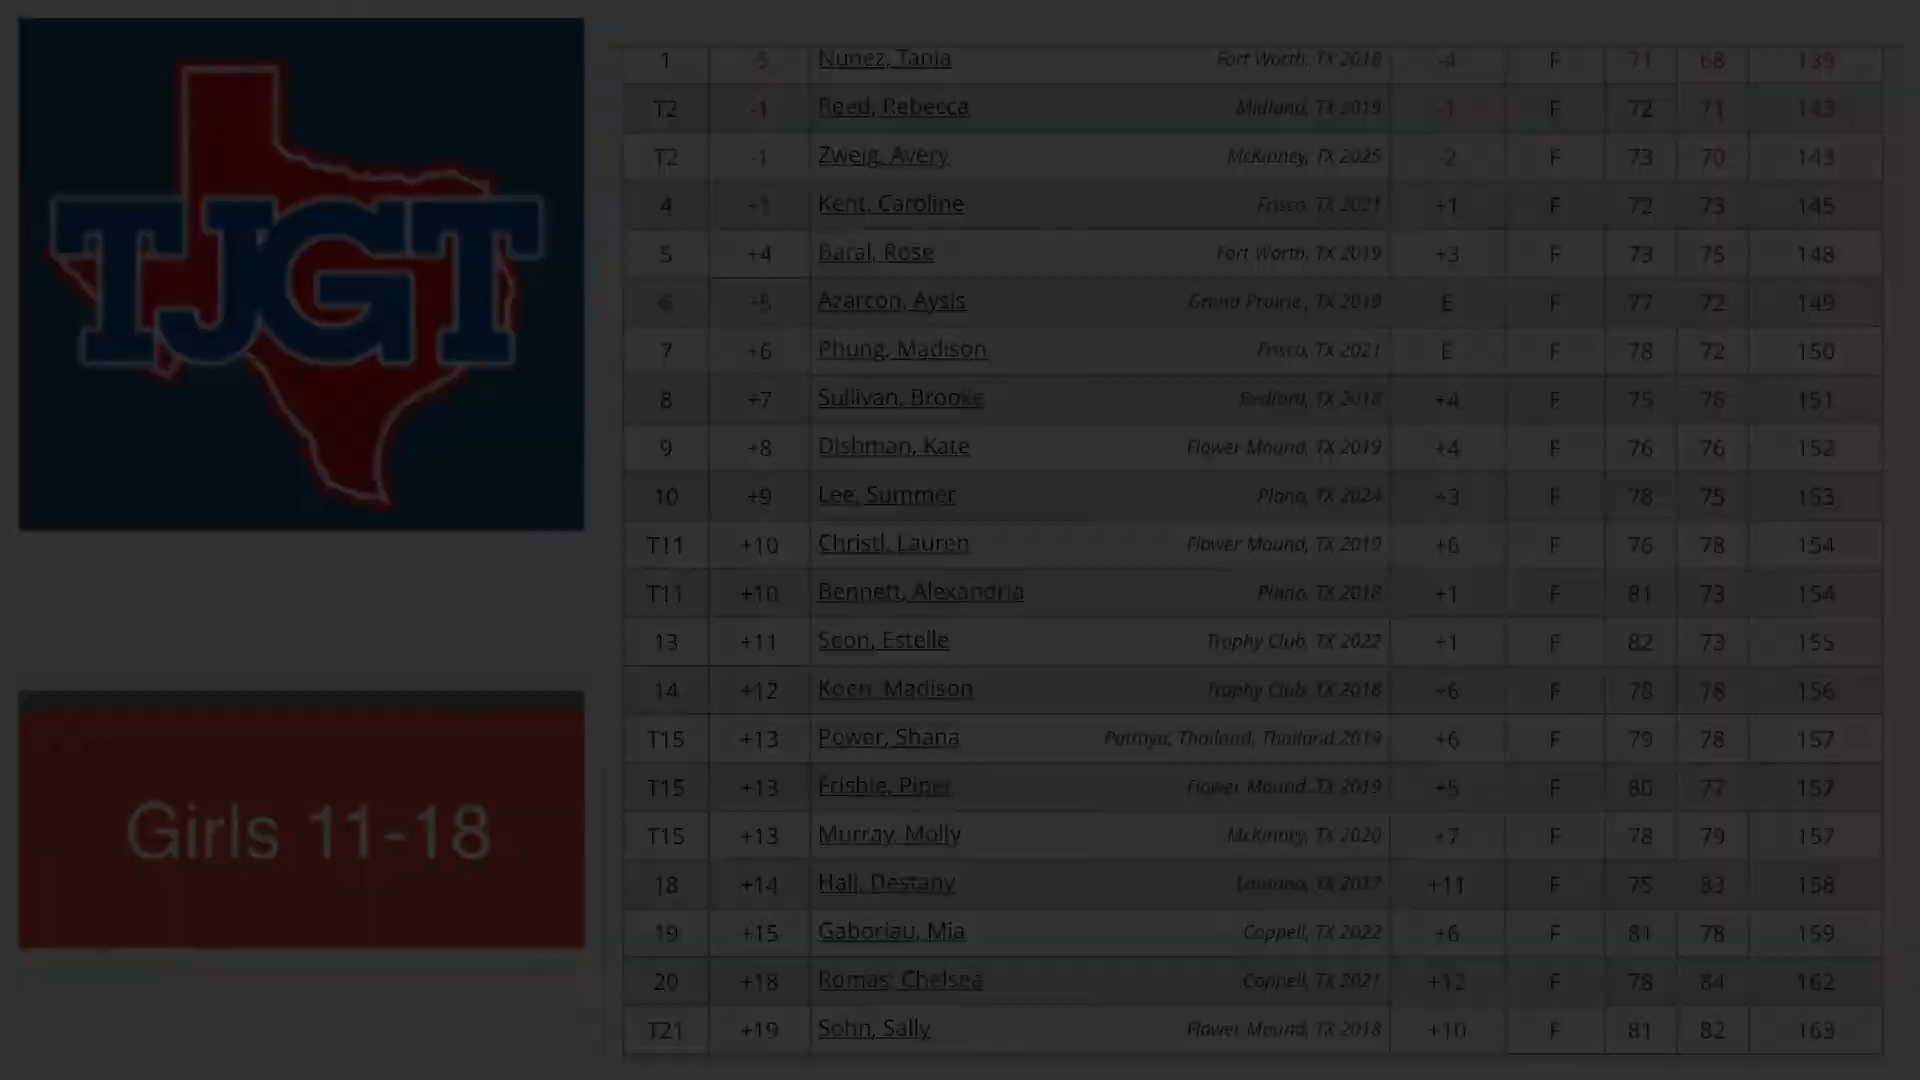 TJGT
Girls 11-18
1 -5 Nunez, Tania Fort Worth, TX 2018 -4 F 71 68 139
T2 -1 Reed, Rebecca Midland, TX 2019 -1 F 72 71 143
T2 -1 Zweig, Avery McKinney, TX 2025 -2 F 73 70 143
4 +1 Kent, Caroline Frisco, TX 2021 +1 F 72 73 145
5 +4 Baral, Rose Fort Worth, TX 2019 +3 F 73 75 148
6 +5 Azarcon, Aysis Grand Prairie , TX 2019 E F 77 72 149
7 +6 Phung, Madison Frisco, TX 2021 E F 78 72 150
8 +7 Sullivan, Brooke Bedford, TX 2018 +4 F 75 76 151
9 +8 Dishman, Kate Flower Mound, TX 2019 +4 F 76 76 152
10 +9 Lee, Summer Plano, TX 2024 +3 F 78 75 153
T11 +10 Christl, Lauren Flower Mound, TX 2019 +6 F 76 78 154
T11 +10 Bennett, Alexandria Plano, TX 2018 +1 F 81 73 154
13 +11 Seon, Estelle Trophy Club, TX 2022 +1 F 82 73 155
14 +12 Koen, Madison Trophy Club, TX 2018 +6 F 78 78 156
T15 +13 Power, Shana Pattaya, Thailand, Thailand 2019 +6 F 79 78 157
T15 +13 Frisbie, Piper Flower Mound, TX 2019 +5 F 80 77 157
T15 +13 Murray, Molly McKinney, TX 2020 +7 F 78 79 157
18 +14 Hall, Destany TX 2017 +11 F 75 83 158
19 +15 Gaboriau, Mia Coppell, TX 2022 +6 F 81 78 159
20 +18 Romas, Chelsea Coppell, TX 2021 +12 F 78 84 162
T21 +19 Sohn, Sally Flower Mound, TX 2018 +10 F 81 82 163